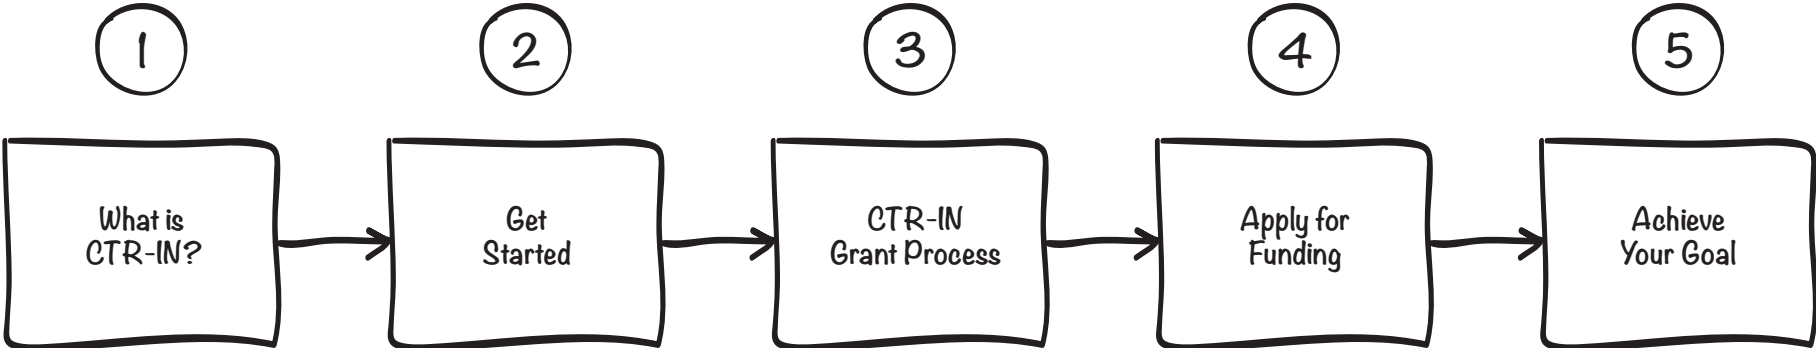 1
2
3
4
5
What is
CTR-IN?
Get
Started
CTR-IN
Grant Process
Apply for
Funding
Achieve
Your Goal